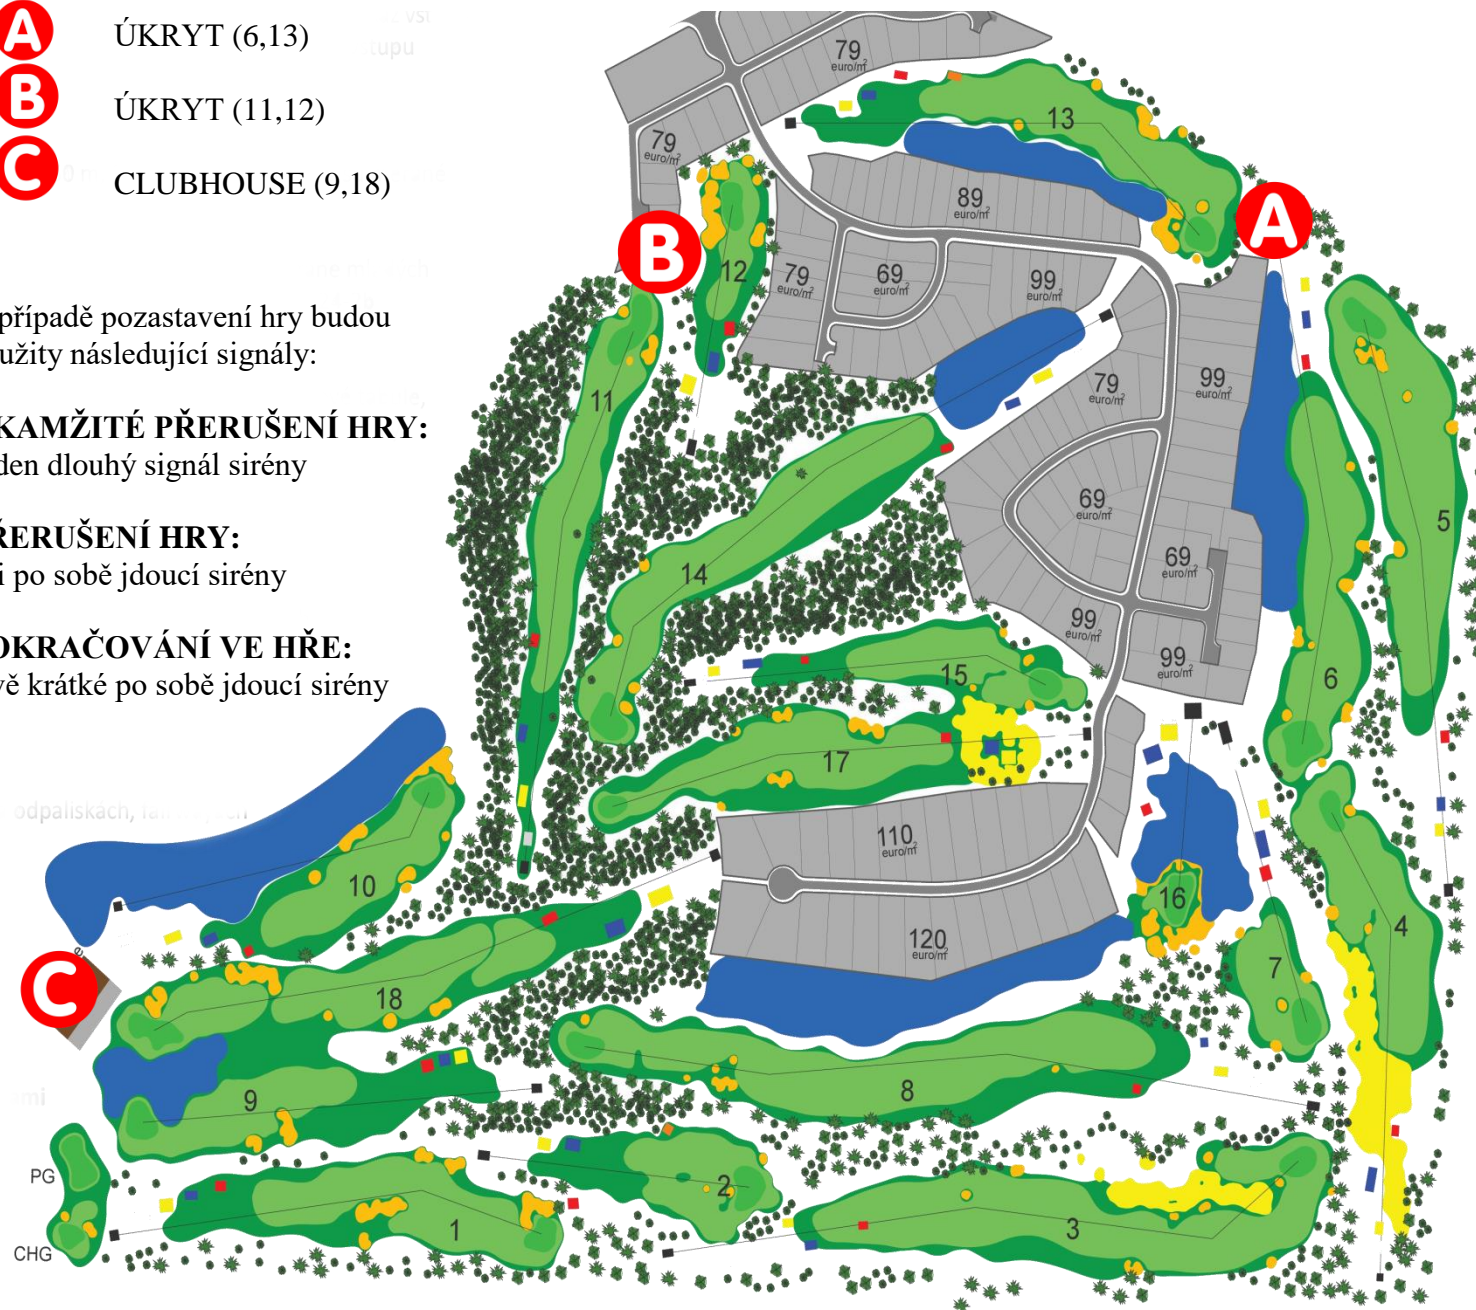 A ÚKRYT (6,13)
B ÚKRYT (11,12)
C CLUBHOUSE (9,18)
případě pozastavení hry budou
užity následující signály:
KAMŽITÉ PŘERUŠENÍ HRY:
den dlouhý signál sirény
ŘERUŠENÍ HRY:
i po sobě jdoucí sirény
OKRAČOVÁNÍ VE HŘE:
vě krátké po sobě jdoucí sirény
odpaliskach,
79
euro/m²
13
79
euro/m²
89
euro/m²
A
B
12
79
euro/m²
69
euro/m²
99
euro/m²
11
79
euro/m²
99
euro/m²
69
euro/m²
5
14
69
euro/m²
99
euro/m²
99
euro/m²
15
6
17
110
euro/m²
10
16
120
euro/m²
4
7
C
18
9
8
PG
2
1
3
CHG